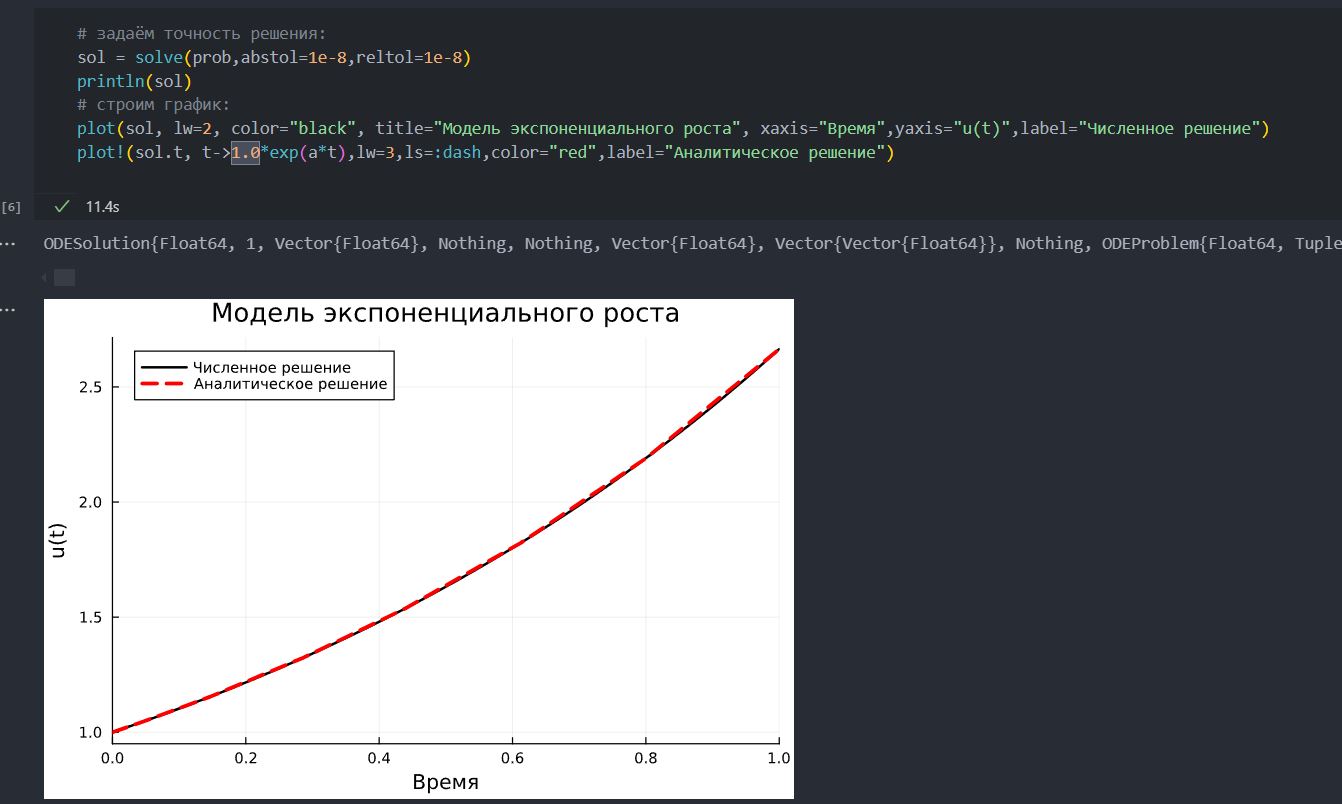 # задаём точность решения:
sol = solve(prob,abstol=1e-8,reltol=1e-8)
println(sol)
# строим график:
plot(sol, lw=2, color="black", title="Модель экспоненциального роста", xaxis="Время",yaxis="u(t)",label="Численное решение")
plot!(sol.t, t->1.0*exp(a*t),lw=3,ls=:dash,color="red",label="Аналитическое решение")
[6]
11.4s
...
ODESolution{Float64, 1, Vector{Float64}, Nothing, Nothing, Vector{Float64}, Vector{Vector{Float64}}, Nothing, ODEProblem{Float64, Tuple
...
Модель экспоненциального роста
Численное решение
Аналитическое решение
2.5
2.0
1.5
1.0
u(t)
0.0 0.2 0.4 0.6 0.8 1.0
Время